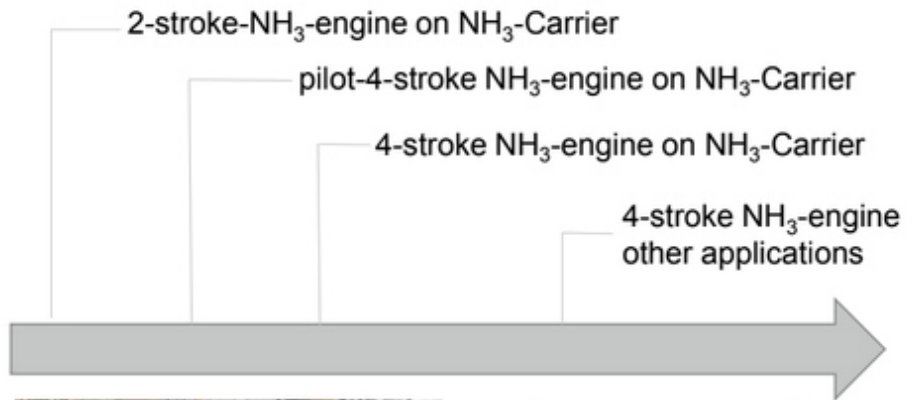 2-stroke-NH₃-engine on NH₃-Carrier
pilot-4-stroke NH₃-engine on NH₃-Carrier
4-stroke NH₃-engine on NH₃-Carrier
4-stroke NH₃-engine
other applications